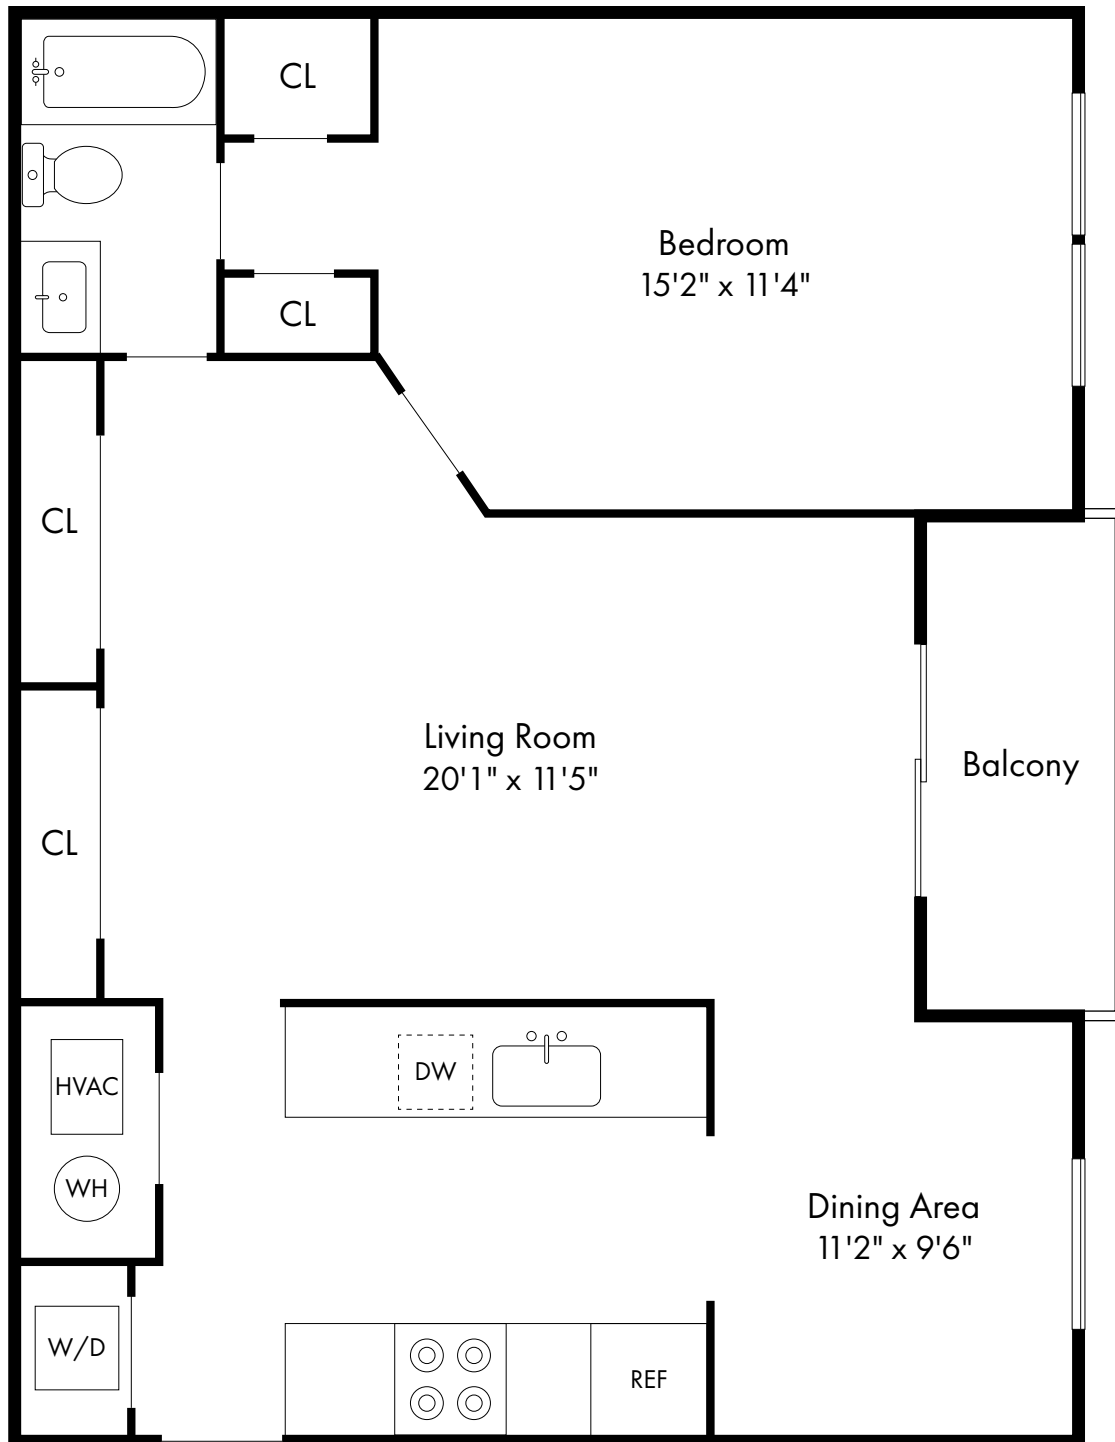 CL
Bedroom
15'2" x 11'4"
CL
CL
Living Room
20'1" x 11'5"
Balcony
CL
HVAC
DW
WH
Dining Area
11'2" x 9'6"
W/D
REF